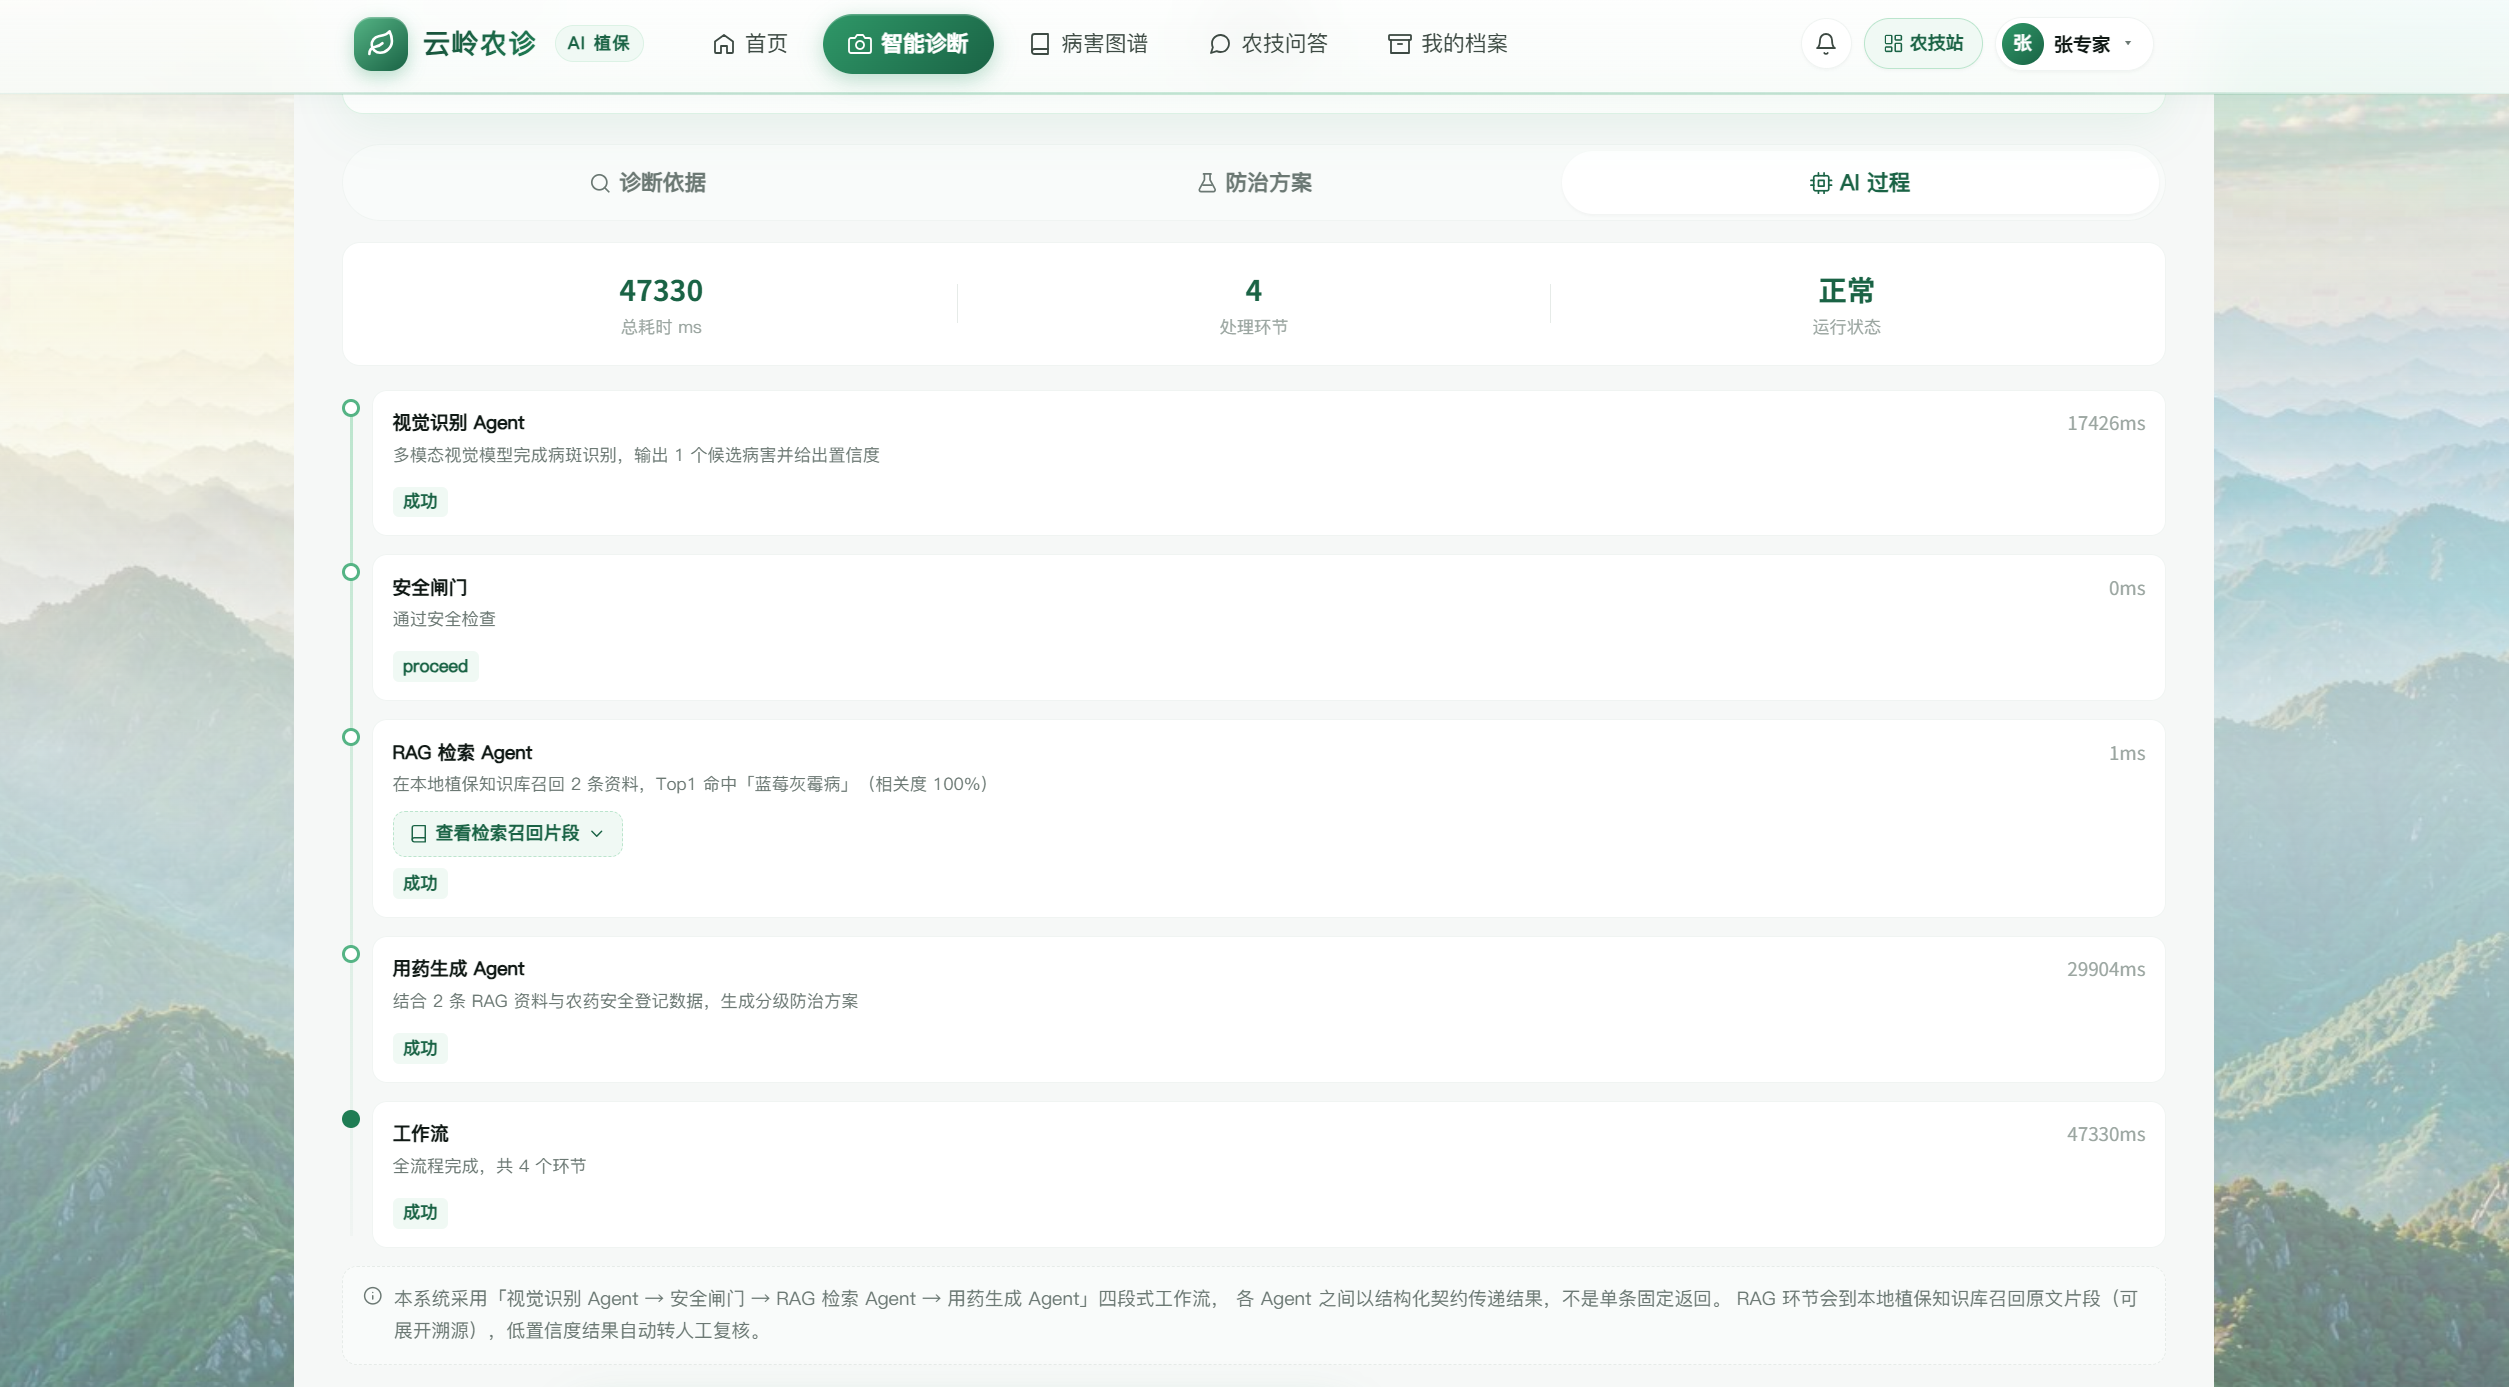 云岭农诊
AI 植保
首页
智能诊断
病害图谱
农技问答
我的档案
农技站
张
张专家
诊断依据
防治方案
AI 过程
47330
总耗时 ms
4
处理环节
正常
运行状态
视觉识别 Agent
17426ms
多模态视觉模型完成病斑识别，输出 1 个候选病害并给出置信度
成功
安全闸门
0ms
通过安全检查
proceed
RAG 检索 Agent
1ms
在本地植保知识库召回 2 条资料，Top1 命中「蓝莓灰霉病」（相关度 100%）
查看检索召回片段
成功
用药生成 Agent
29904ms
结合 2 条 RAG 资料与农药安全登记数据，生成分级防治方案
成功
工作流
47330ms
全流程完成，共 4 个环节
成功
本系统采用「视觉识别 Agent → 安全闸门 → RAG 检索 Agent → 用药生成 Agent」四段式工作流， 各 Agent 之间以结构化契约传递结果，不是单条固定返回。 RAG 环节会到本地植保知识库召回原文片段（可
展开溯源），低置信度结果自动转人工复核。